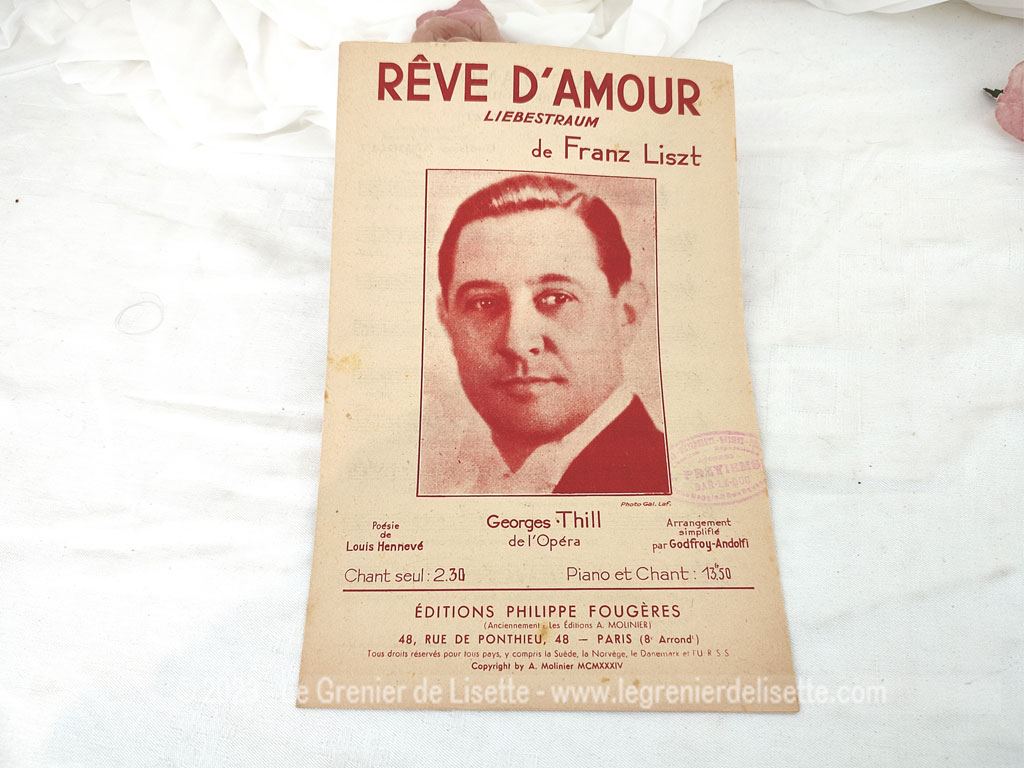 RÊVE D'AMOUR
LIEBESTRAUM
de Franz Liszt
Photo Gal. Laf.
Poésie
de
Louis Hennevé
Georges Thill
de l'Opéra
Arrangement
simplifié
par Godfroy-Andolfi
Chant seul : 2.30
Piano et Chant : 13,50
ÉDITIONS PHILIPPE FOUGÈRES
(Anciennement : les Éditions A. MOLINIER)
48, RUE DE PONTHIEU, 48 — PARIS (8e Arrondt)
Tous droits réservés pour tous pays, y compris la Suède, la Norvège, le Danemark et l'U.R.S.S.
Copyright by A. Molinier MCMXXXIV
Le Grenier de Lisette - www.legrenierdelisette.com